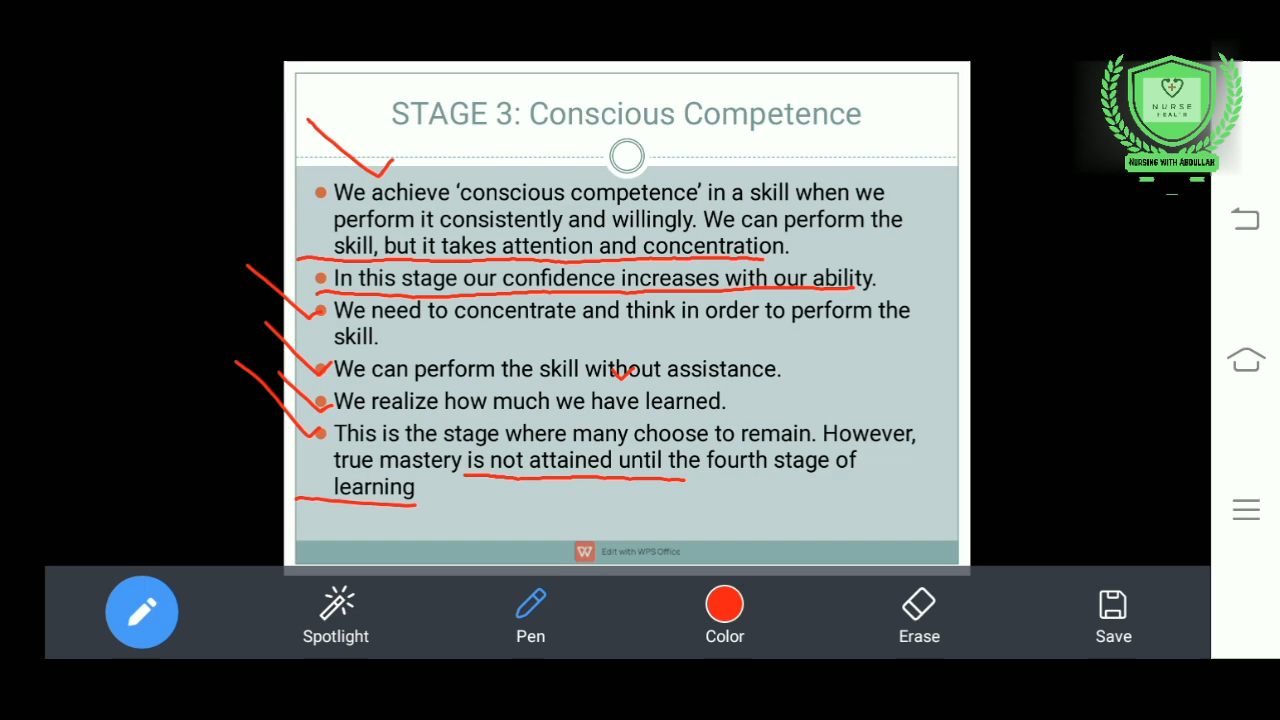 STAGE 3: Conscious Competence
NURSE
HEALTH
NURSING WITH ABDULLAH
We achieve ‘conscious competence’ in a skill when we
perform it consistently and willingly. We can perform the
skill, but it takes attention and concentration.
In this stage our confidence increases with our ability.
We need to concentrate and think in order to perform the
skill.
We can perform the skill without assistance.
We realize how much we have learned.
This is the stage where many choose to remain. However,
true mastery is not attained until the fourth stage of
learning
Edit with WPS Office
Spotlight
Pen
Color
Erase
Save